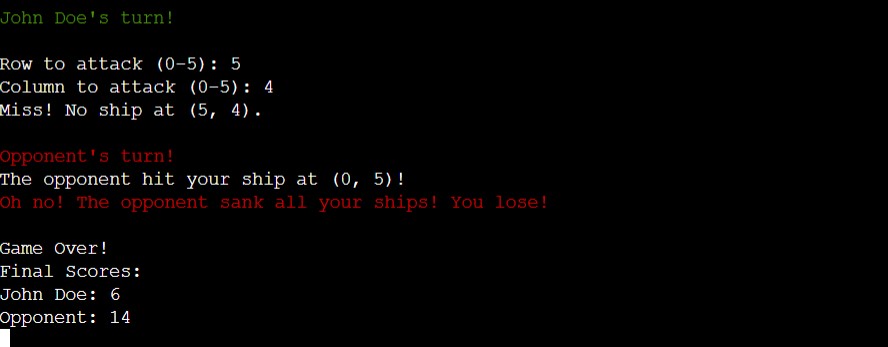 John Doe's turn!
Row to attack (0-5): 5
Column to attack (0-5): 4
Miss! No ship at (5, 4).
Opponent's turn!
The opponent hit your ship at (0, 5)!
Oh no! The opponent sank all your ships! You lose!
Game Over!
Final Scores:
John Doe: 6
Opponent: 14